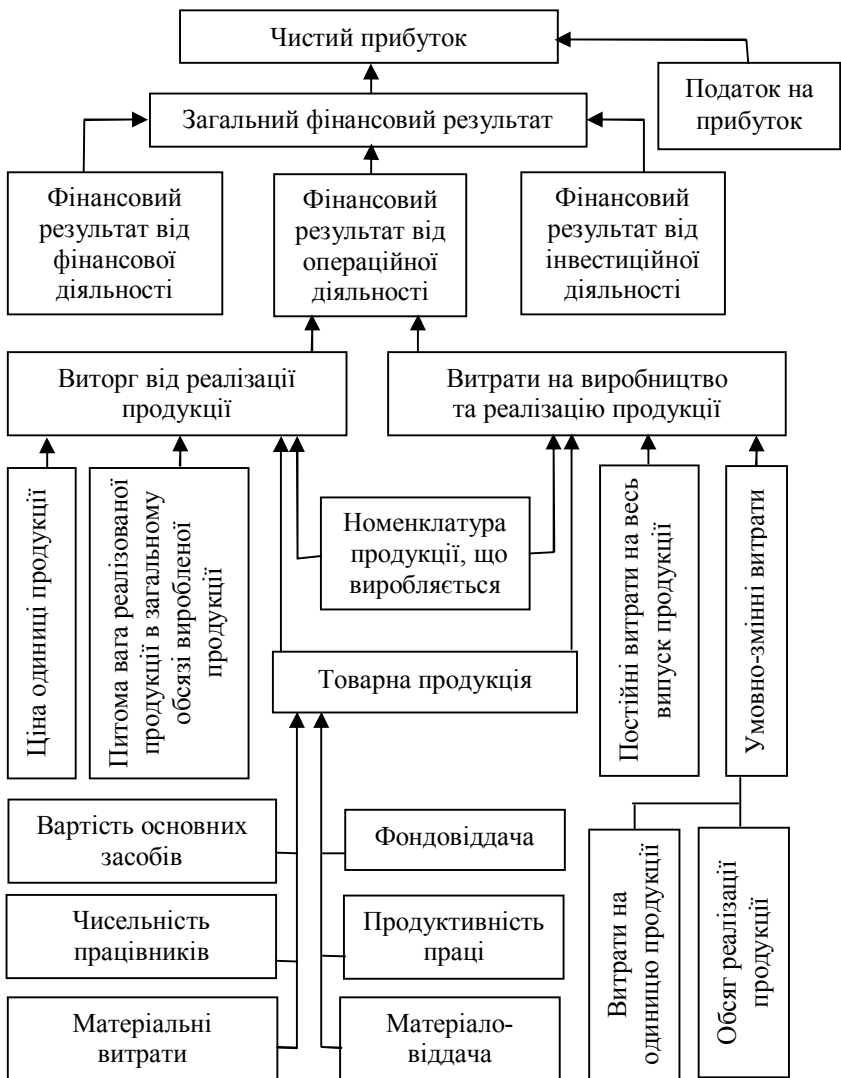 Чистий прибуток
Податок на
прибуток
Загальний фінансовий результат
Фінансовий
результат від
фінансової
діяльності
Фінансовий
результат від
операційної
діяльності
Фінансовий
результат від
інвестиційної
діяльності
Виторг від реалізації
продукції
Витрати на виробництво
та реалізацію продукції
Ціна одиниці продукції
Питома вага реалізованої
продукції в загальному
обсязі виробленої
продукції
Номенклатура
продукції, що
виробляється
Постійні витрати на весь
випуск продукції
Умовно-змінні витрати
Товарна продукція
Вартість основних
засобів
Фондовіддача
Чисельність
працівників
Продуктивність
праці
Матеріальні
витрати
Матеріало-
віддача
Витрати на
одиницю продукції
Обсяг реалізації
продукції